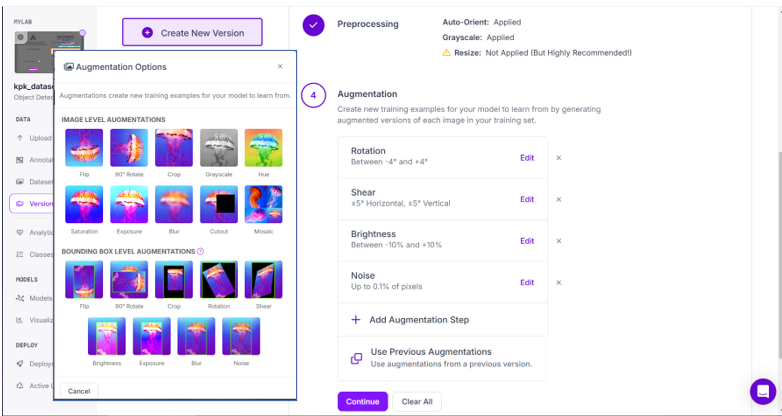 MYLAB
kpk_datase
Object Detec
DATA
Upload
Annotat
Dataset
Version
Analytic
Classes
MODELS
Models
Visualiz
DEPLOY
Deploy
Active L
Create New Version
Augmentation Options
×
Augmentations create new training examples for your model to learn from.
IMAGE LEVEL AUGMENTATIONS
Flip 90° Rotate Crop Grayscale Hue
Saturation Exposure Blur Cutout Mosaic
BOUNDING BOX LEVEL AUGMENTATIONS ?
Flip 90° Rotate Crop Rotation Shear
Brightness Exposure Blur Noise
Cancel
Preprocessing
Auto-Orient: Applied
Grayscale: Applied
Resize: Not Applied (But Highly Recommended!)
4
Augmentation
Create new training examples for your model to learn from by generating
augmented versions of each image in your training set.
Rotation
Between -4° and +4°
Edit ×
Shear
±5° Horizontal, ±5° Vertical
Edit ×
Brightness
Between -10% and +10%
Edit ×
Noise
Up to 0.1% of pixels
Edit ×
+ Add Augmentation Step
Use Previous Augmentations
Use augmentations from a previous version.
Continue Clear All